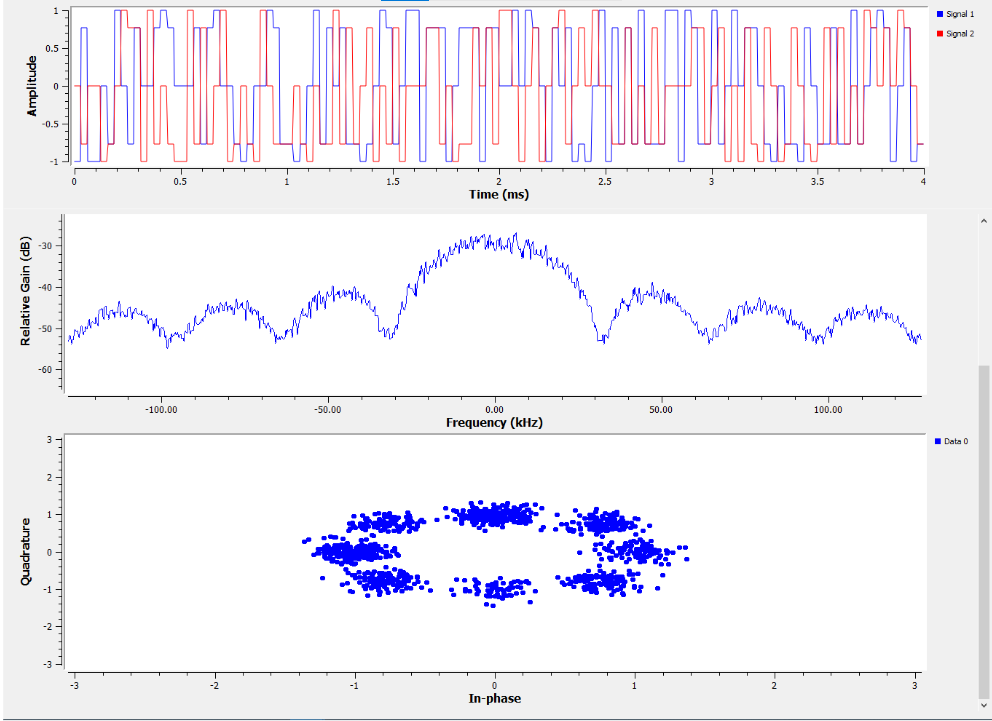 1
0.5
0
-0.5
-1
Amplitude
Signal 1
Signal 2
0 0.5 1 1.5 2 2.5 3 3.5 4
Time (ms)
-30
-40
-50
-60
Relative Gain (dB)
-100.00 -50.00 0.00 50.00 100.00
Frequency (kHz)
3
2
1
0
-1
-2
-3
Quadrature
Data 0
-3 -2 -1 0 1 2 3
In-phase